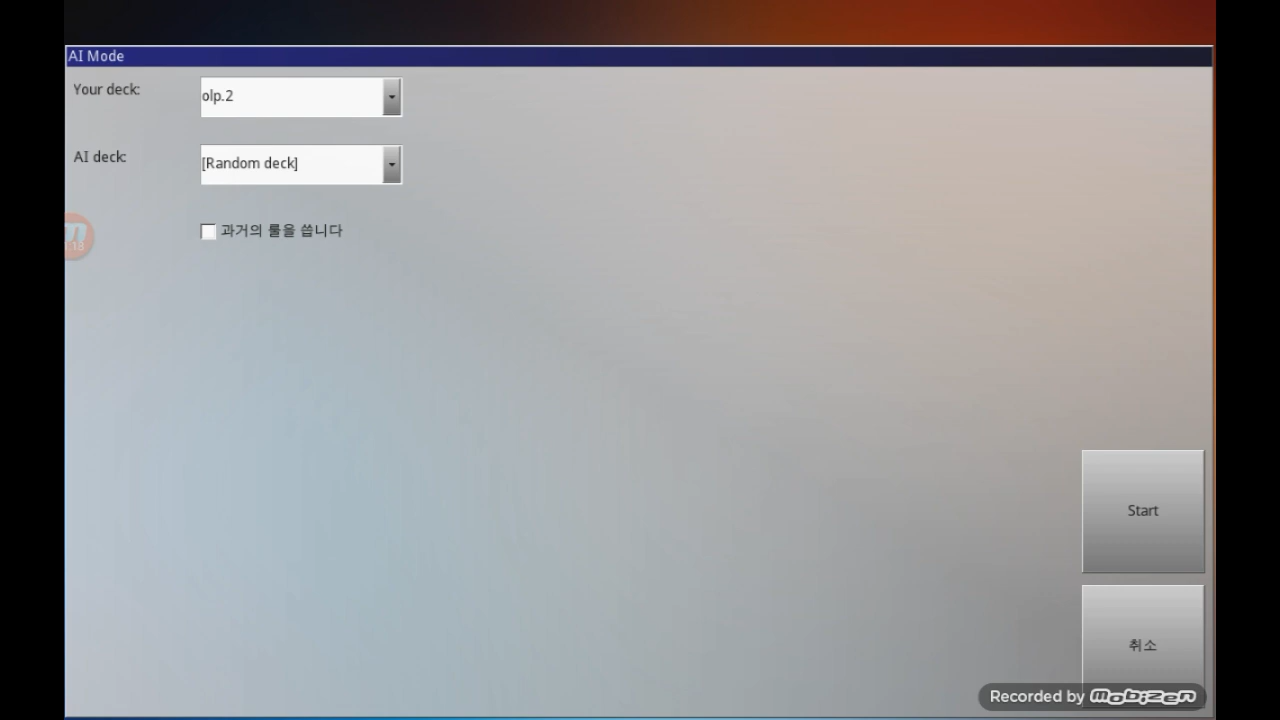 AI Mode
Your deck:
olp.2
AI deck:
[Random deck]
과거의 룰을 씁니다
Start
취소
Recorded by mobizen